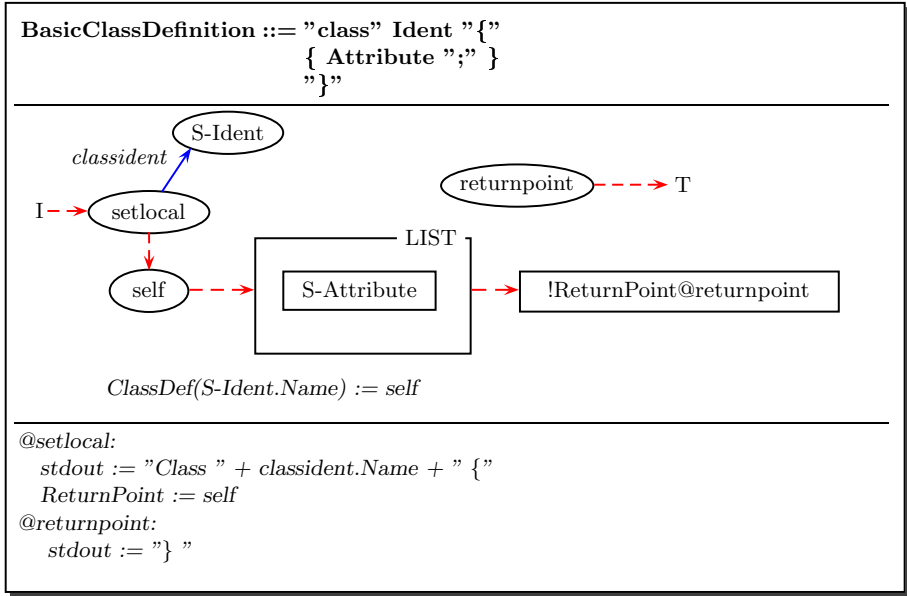 BasicClassDefinition ::= ”class” Ident ”{”
{ Attribute ”;” }
”}”
S-Ident
classident
returnpoint
T
I
setlocal
LIST
self
S-Attribute
!ReturnPoint@returnpoint
ClassDef(S-Ident.Name) := self
@setlocal:
stdout := ”Class ” + classident.Name + ” {”
ReturnPoint := self
@returnpoint:
stdout := ”} ”